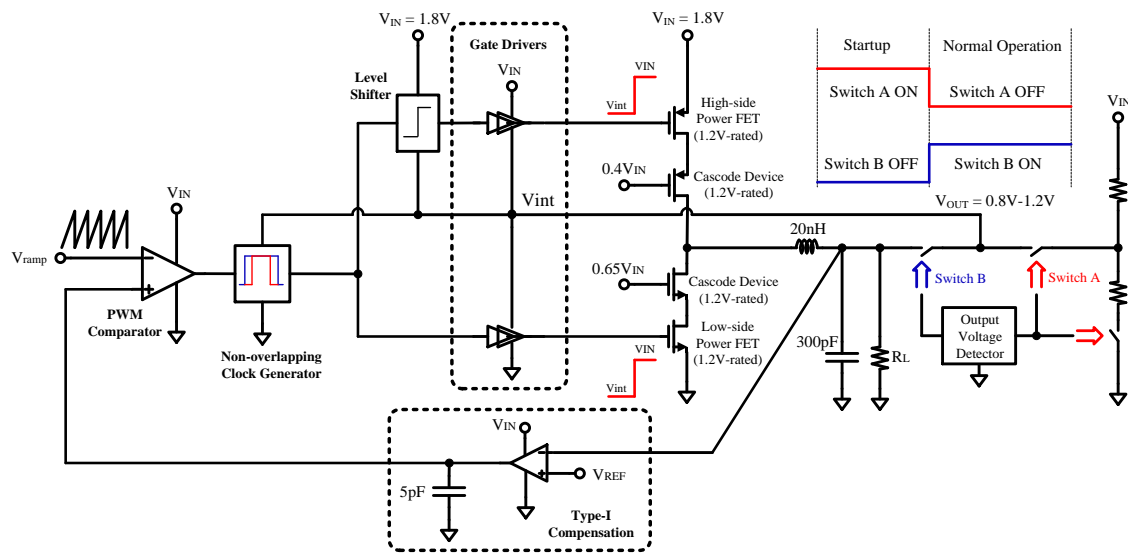 VIN = 1.8V
VIN = 1.8V
Startup
Normal Operation
Gate Drivers
VIN
VIN
Level
Shifter
Vint
High-side
Power FET
(1.2V-rated)
Switch A ON
Switch A OFF
VIN
0.4VIN
Cascode Device
(1.2V-rated)
Switch B OFF
Switch B ON
VIN
Vint
VOUT = 0.8V-1.2V
20nH
Vramp
PWM
Comparator
0.65VIN
Cascode Device
(1.2V-rated)
Switch B
Switch A
Non-overlapping
Clock Generator
VIN
Vint
Low-side
Power FET
(1.2V-rated)
300pF
RL
Output
Voltage
Detector
VIN
VREF
5pF
Type-I
Compensation